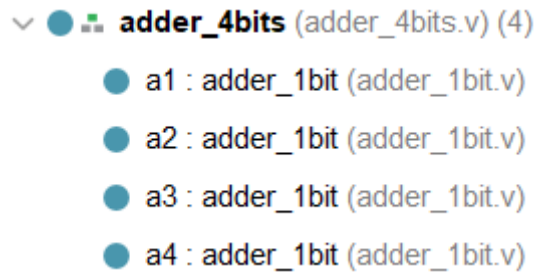 adder_4bits (adder_4bits.v) (4)
a1 : adder_1bit (adder_1bit.v)
a2 : adder_1bit (adder_1bit.v)
a3 : adder_1bit (adder_1bit.v)
a4 : adder_1bit (adder_1bit.v)